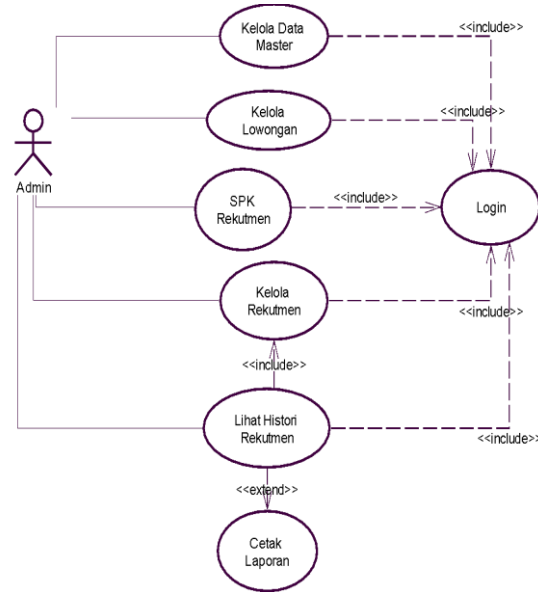 Kelola Data
Master
<<include>>
Kelola
Lowongan
<<include>>
Admin
SPK
Rekutmen
<<include>>
Login
Kelola
Rekutmen
<<include>>
<<include>>
Lihat Histori
Rekutmen
<<include>>
<<extend>>
Cetak
Laporan